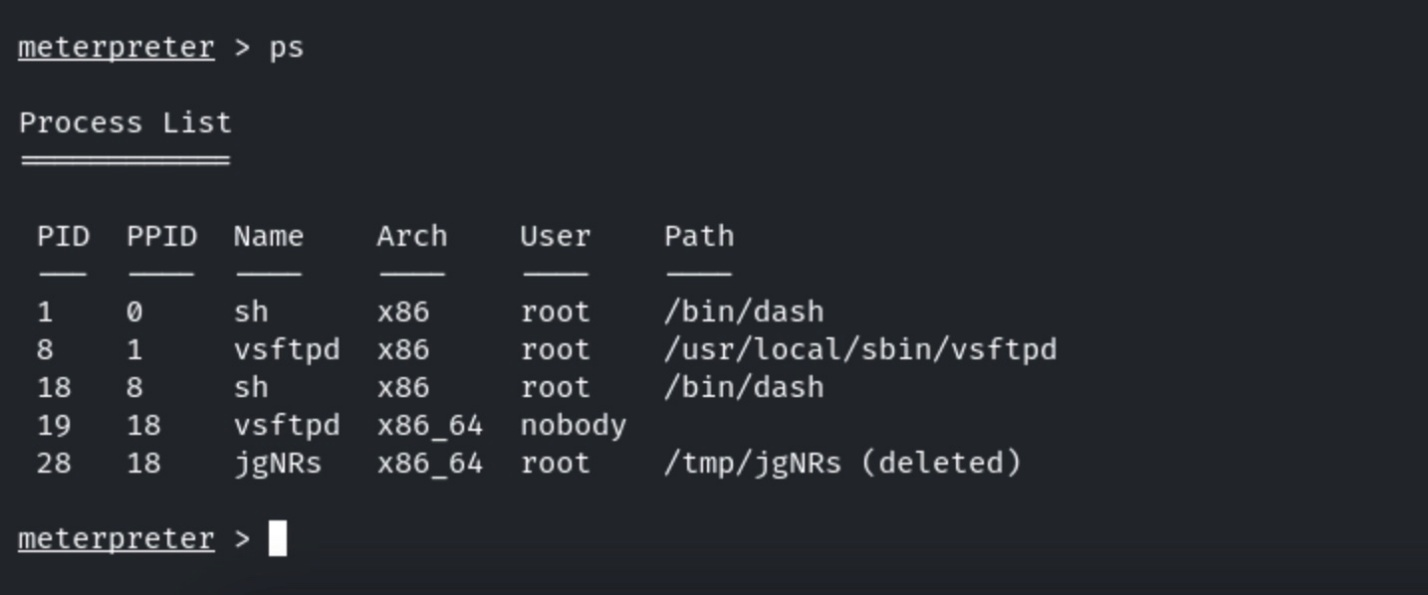 meterpreter > ps
Process List
============
PID PPID Name Arch User Path
--- ---- ---- ---- ---- ----
1 0 sh x86 root /bin/dash
8 1 vsftpd x86 root /usr/local/sbin/vsftpd
18 8 sh x86 root /bin/dash
19 18 vsftpd x86_64 nobody
28 18 jgNRs x86_64 root /tmp/jgNRs (deleted)
meterpreter >